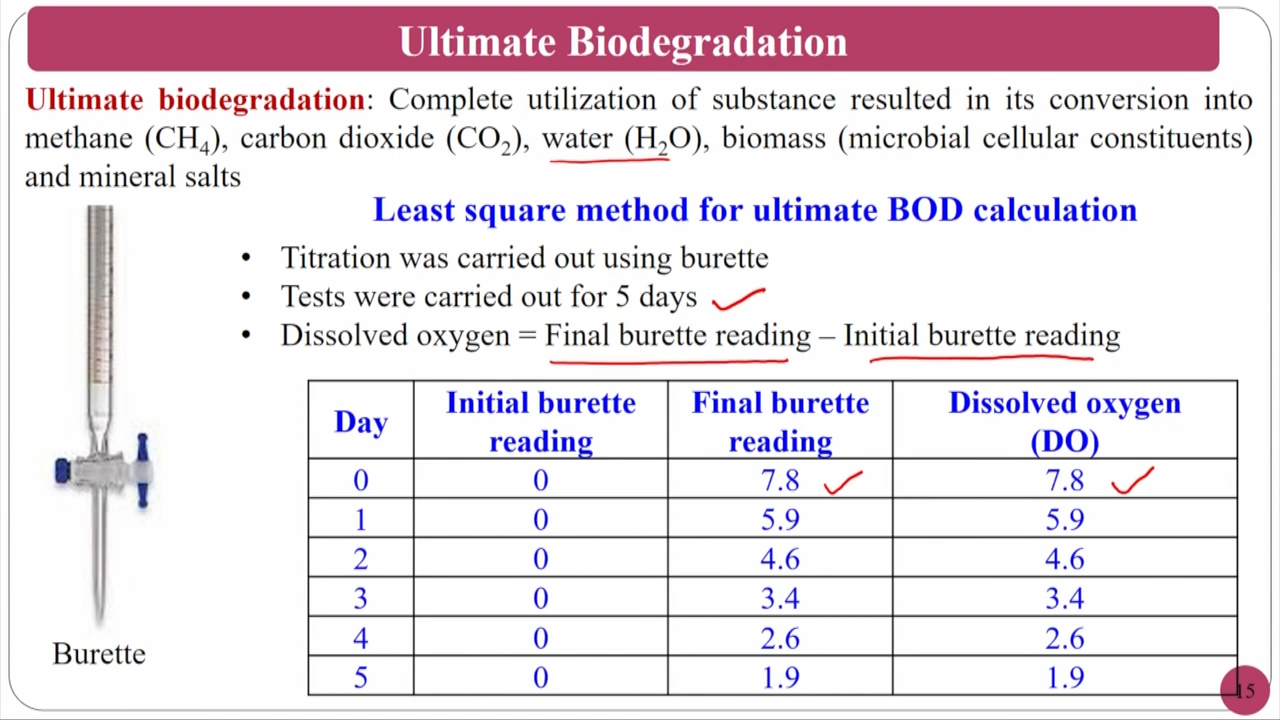 Ultimate Biodegradation
Ultimate biodegradation: Complete utilization of substance resulted in its conversion into
methane (CH₄), carbon dioxide (CO₂), water (H₂O), biomass (microbial cellular constituents)
and mineral salts
Least square method for ultimate BOD calculation
• Titration was carried out using burette
• Tests were carried out for 5 days
• Dissolved oxygen = Final burette reading – Initial burette reading
Day | Initial burette reading | Final burette reading | Dissolved oxygen (DO)
0 | 0 | 7.8 | 7.8
1 | 0 | 5.9 | 5.9
2 | 0 | 4.6 | 4.6
3 | 0 | 3.4 | 3.4
4 | 0 | 2.6 | 2.6
5 | 0 | 1.9 | 1.9
Burette
15